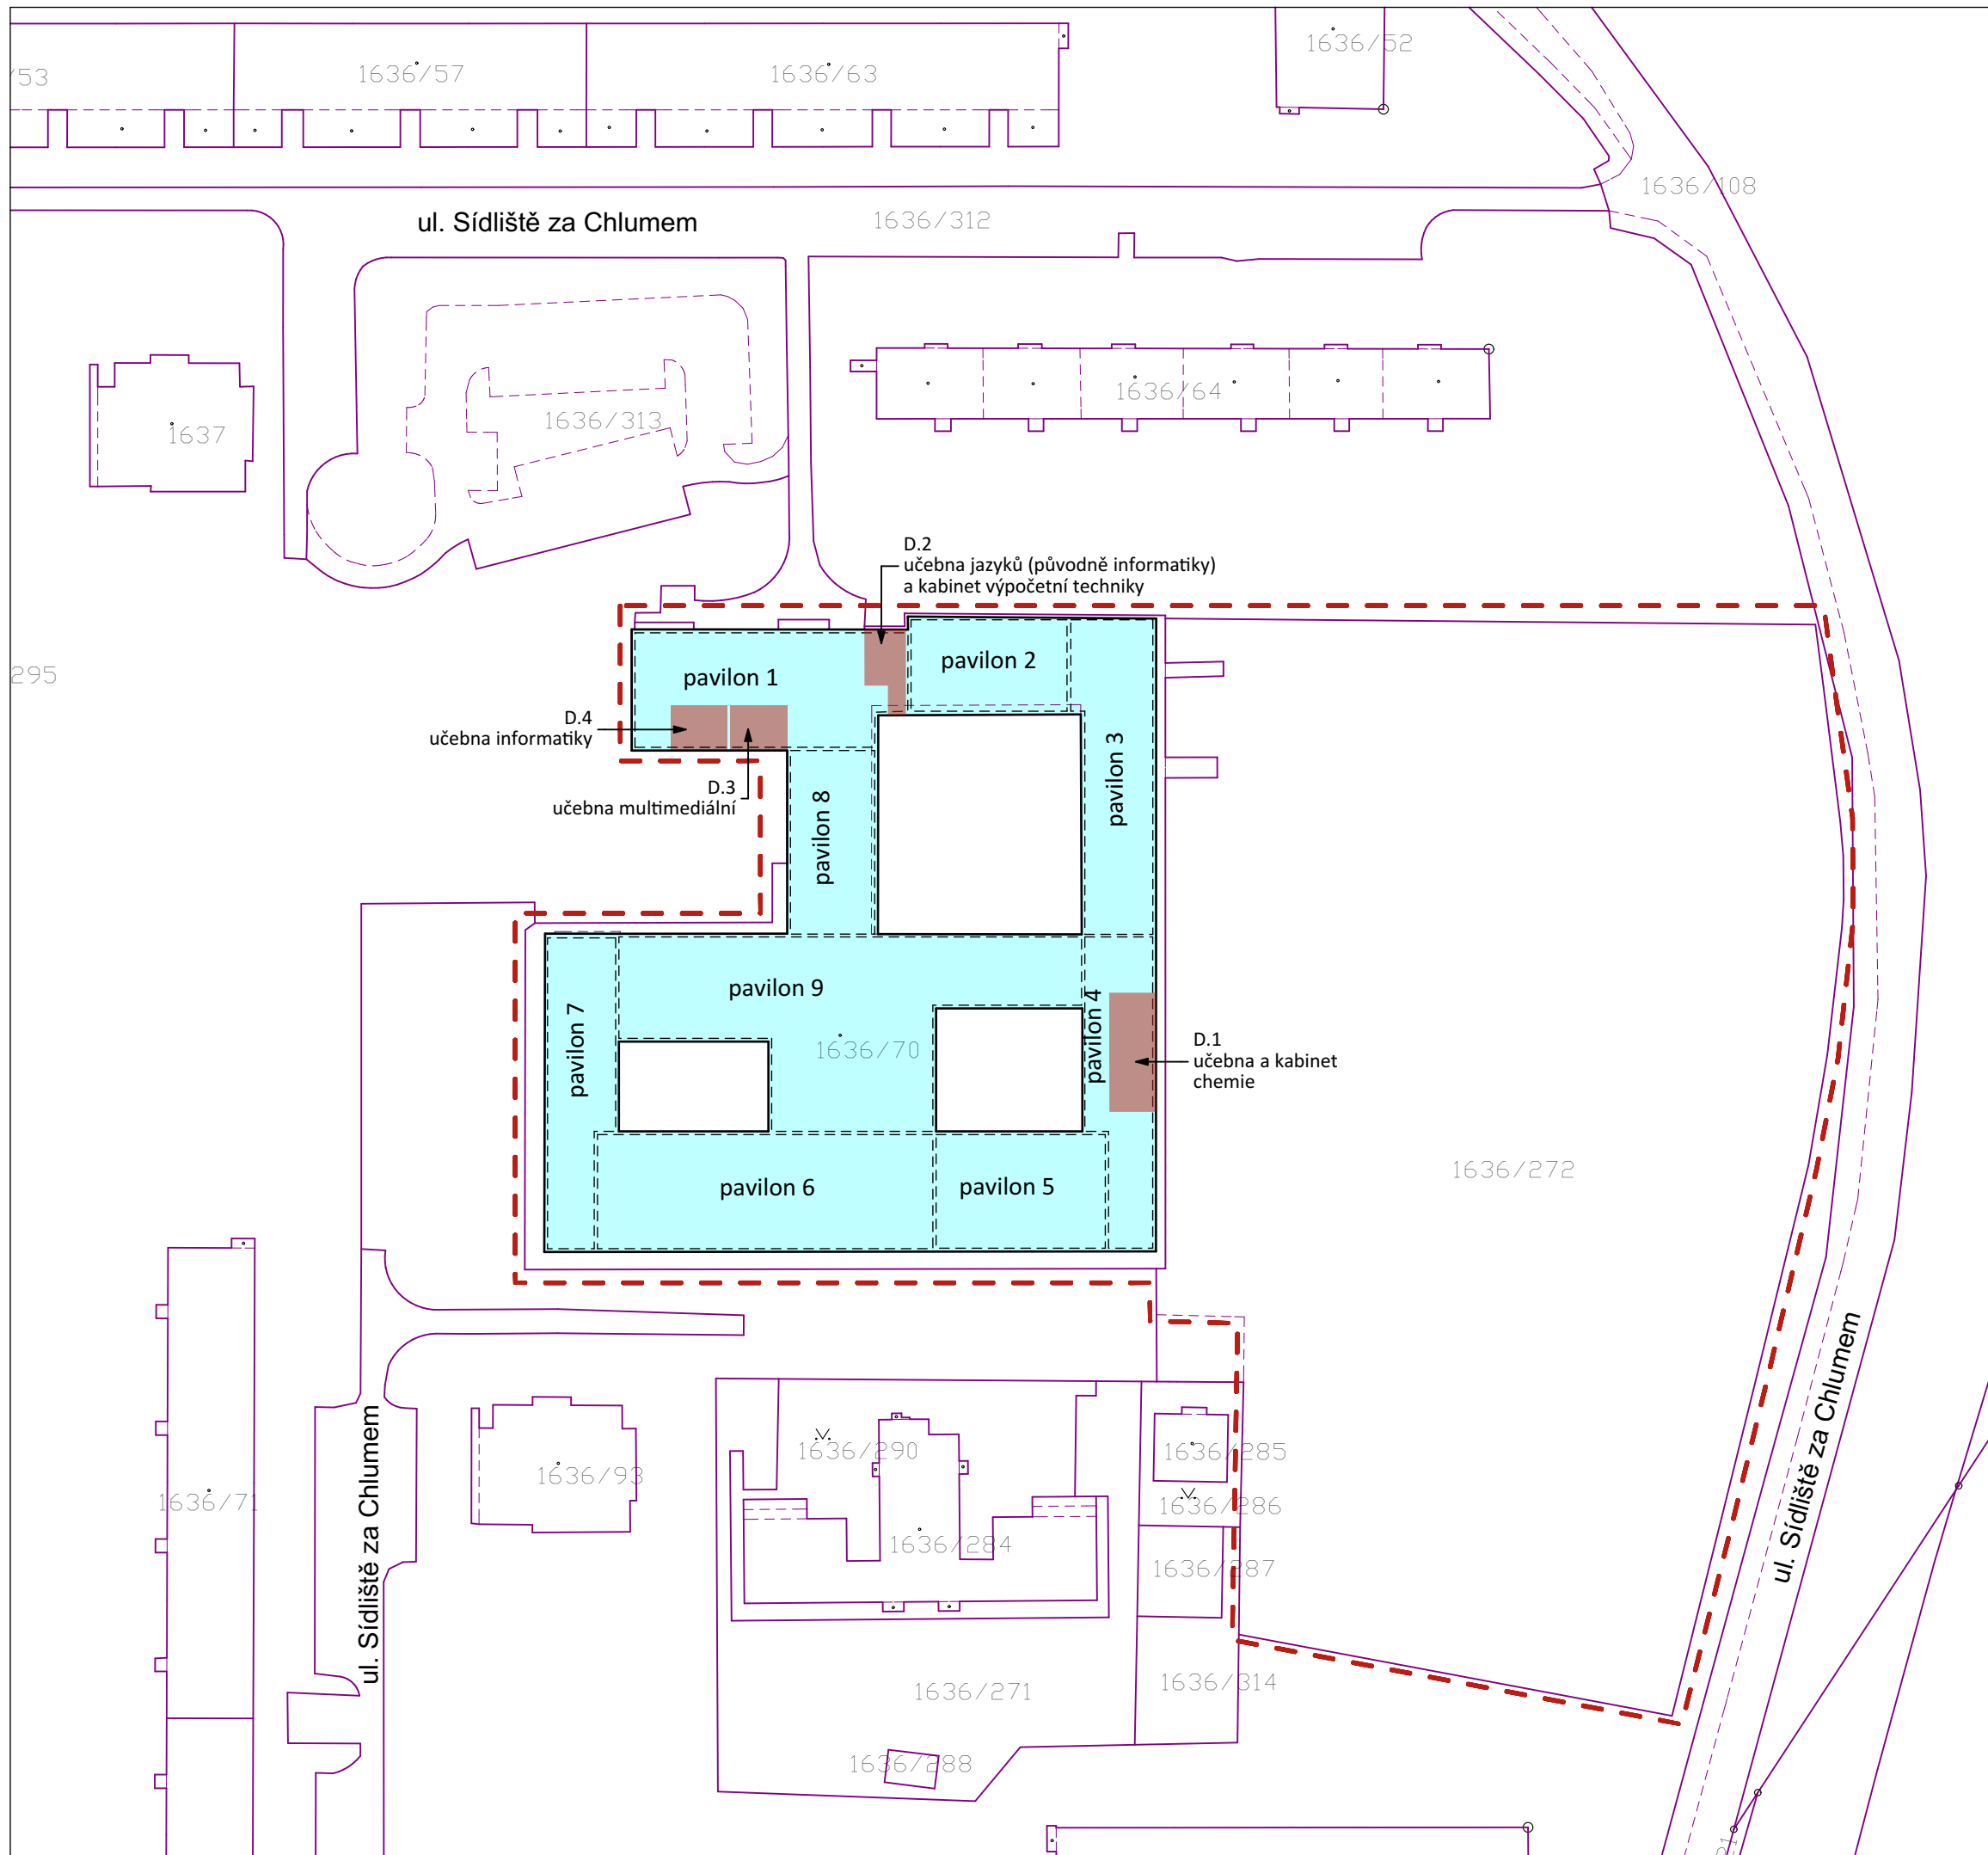 1636/52
/53
1636/57
1636/63
1636/108
ul. Sídliště za Chlumem
1636/312
1636/64
1636/313
1637
D.2
učebna jazyků (původně informatiky)
a kabinet výpočetní techniky
pavilon 2
pavilon 1
295
D.4
učebna informatiky
D.3
učebna multimediální
pavilon 3
pavilon 8
pavilon 9
pavilon 7
pavilon 4
1636/70
D.1
učebna a kabinet
chemie
1636/272
pavilon 6
pavilon 5
ul. Sídliště za Chlumem
ul. Sídliště za Chlumem
1636/290
1636/285
1636/93
1636/71
1636/286
1636/284
1636/287
1636/271
1636/314
1636/288